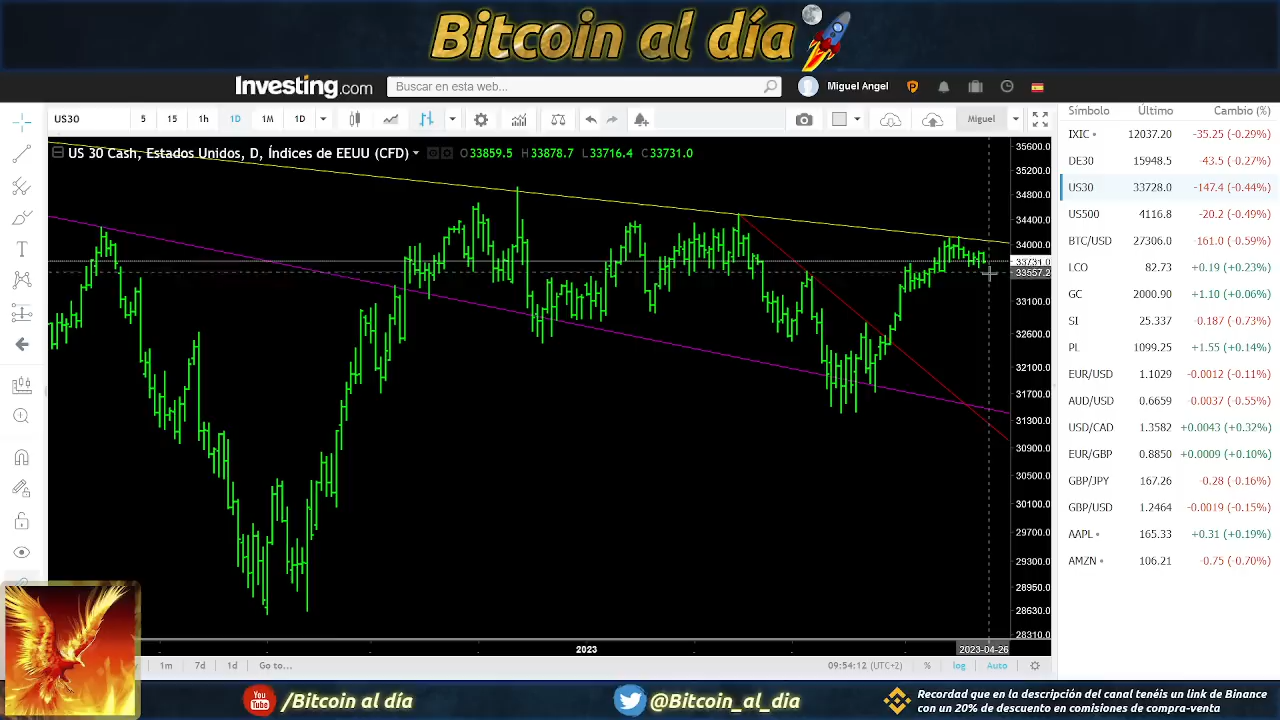 Bitcoin al día
Investing.com
Buscar en esta web...
Miguel Angel
US30 5 15 1h 1D 1M 1D
Miguel
US 30 Cash, Estados Unidos, D, Índices de EEUU (CFD)
O33859.5 H33878.7 L33716.4 C33731.0
35600.0
35200.0
34800.0
34400.0
34000.0
33731.0
33557.2
33100.0
32600.0
32100.0
31700.0
31300.0
30900.0
30500.0
29700.0
29300.0
28950.0
28630.0
28310.0
2023
2023-04-26
1m 7d 1d Go to...
09:54:12 (UTC+2) % log Auto
Símbolo Último Cambio (%)
IXIC 12037.20 -35.25 (-0.29%)
DE30 15948.5 -43.5 (-0.27%)
US30 33728.0 -147.4 (-0.44%)
US500 4116.8 -20.2 (-0.49%)
BTC/USD
LCO 82.73 +0.19 (+0.23%)
GC 2000.90 +1.10 (+0.06%)
SI 25.337 -0.187 (-0.73%)
PL 1099.25 +1.55 (+0.14%)
EUR/USD 1.1029 -0.0012 (-0.11%)
AUD/USD 0.6659 -0.0037 (-0.55%)
USD/CAD 1.3582 +0.0043 (+0.32%)
EUR/GBP 0.8850 +0.0009 (+0.10%)
GBP/JPY 167.26 -0.28 (-0.16%)
GBP/USD 1.2464 -0.0019 (-0.15%)
AAPL 165.33 +0.31 (+0.19%)
AMZN 106.21 -0.75 (-0.70%)
You Tube
/Bitcoin al día
@Bitcoin_al_dia
Recordad que en la descripción del canal tenéis un link de Binance
con un 20% de descuento en comisiones de compra-venta